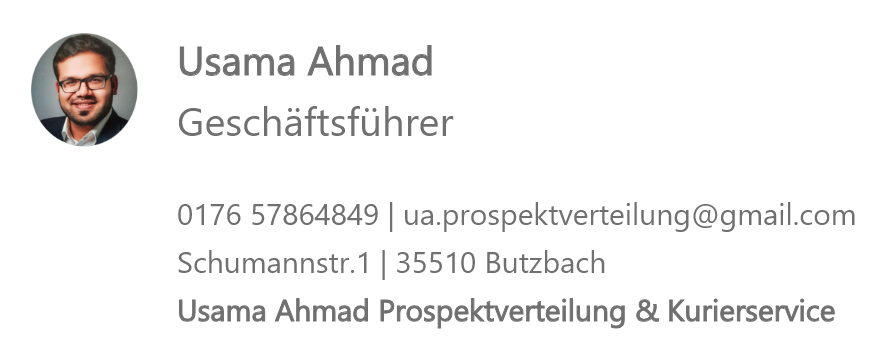 Usama Ahmad
Geschäftsführer
0176 57864849 | ua.prospektverteilung@gmail.com
Schumannstr.1 | 35510 Butzbach
Usama Ahmad Prospektverteilung & Kurierservice